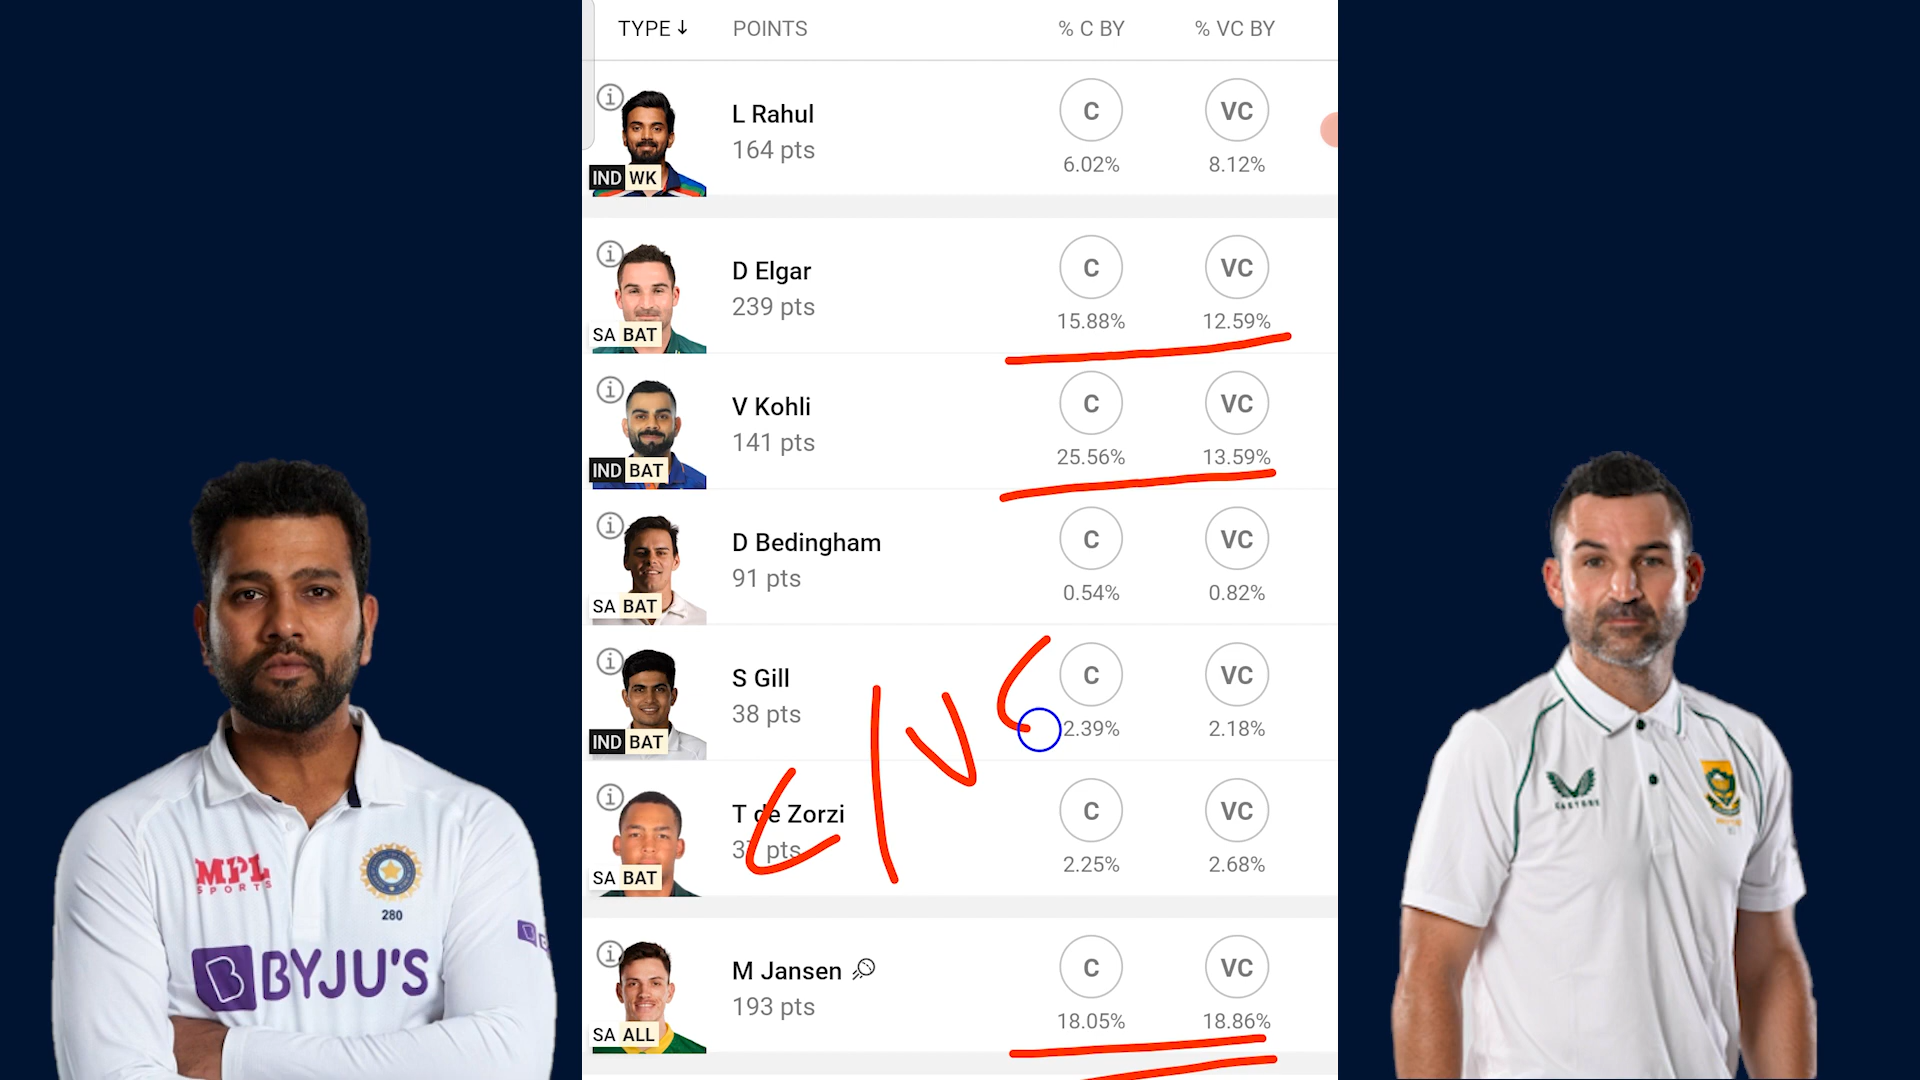 TYPE↓ POINTS % C BY % VC BY
L Rahul
164 pts
C VC
6.02% 8.12%
IND WK
D Elgar
239 pts
C VC
15.88% 12.59%
SA BAT
V Kohli
141 pts
C VC
25.56% 13.59%
IND BAT
D Bedingham
91 pts
C VC
0.54% 0.82%
SA BAT
S Gill
38 pts
C VC
2.39% 2.18%
IND BAT
T de Zorzi
pts
C VC
2.25% 2.68%
SA BAT
M Jansen
193 pts
C VC
18.05% 18.86%
SA ALL
MPL
SPORTS
280
BYJU'S
CASTORE